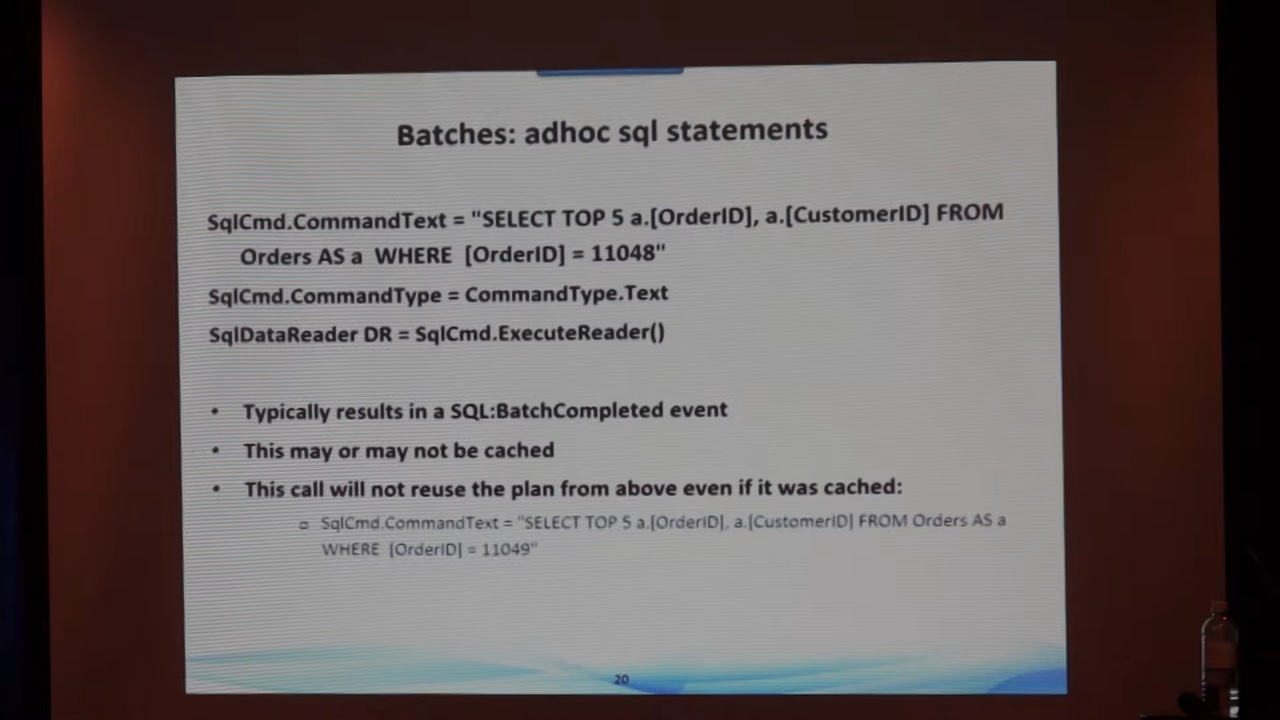 Batches: adhoc sql statements
SqlCmd.CommandText = "SELECT TOP 5 a.[OrderID], a.[CustomerID] FROM
Orders AS a  WHERE  [OrderID] = 11048"
SqlCmd.CommandType = CommandType.Text
SqlDataReader DR = SqlCmd.ExecuteReader()
• Typically results in a SQL:BatchCompleted event
• This may or may not be cached
• This call will not reuse the plan from above even if it was cached:
▫ SqlCmd.CommandText = "SELECT TOP 5 a.[OrderID], a.[CustomerID] FROM Orders AS a
WHERE  [OrderID] = 11049"
20